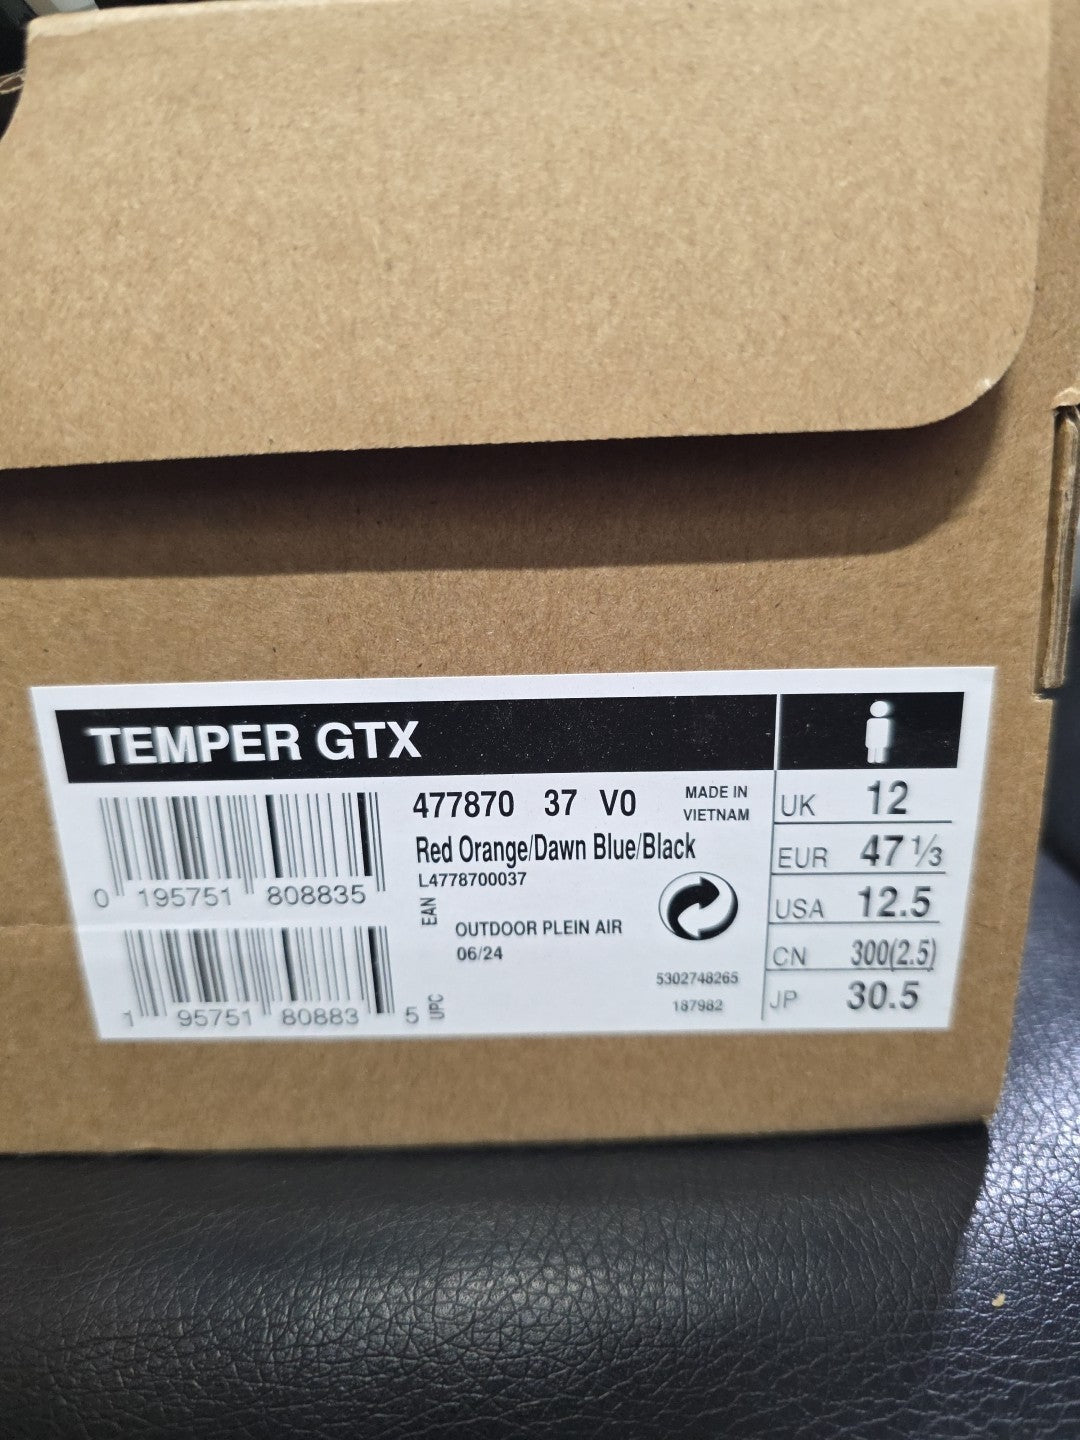 TEMPER GTX
477870 37 V0
MADE IN
VIETNAM
Red Orange/Dawn Blue/Black
L4778700037
0 195751 808835
EAN
OUTDOOR PLEIN AIR
06/24
5302748265
187982
1 95751 80883 5
UPC
UK 12
EUR 47 1/3
USA 12.5
CN 300(2.5)
JP 30.5